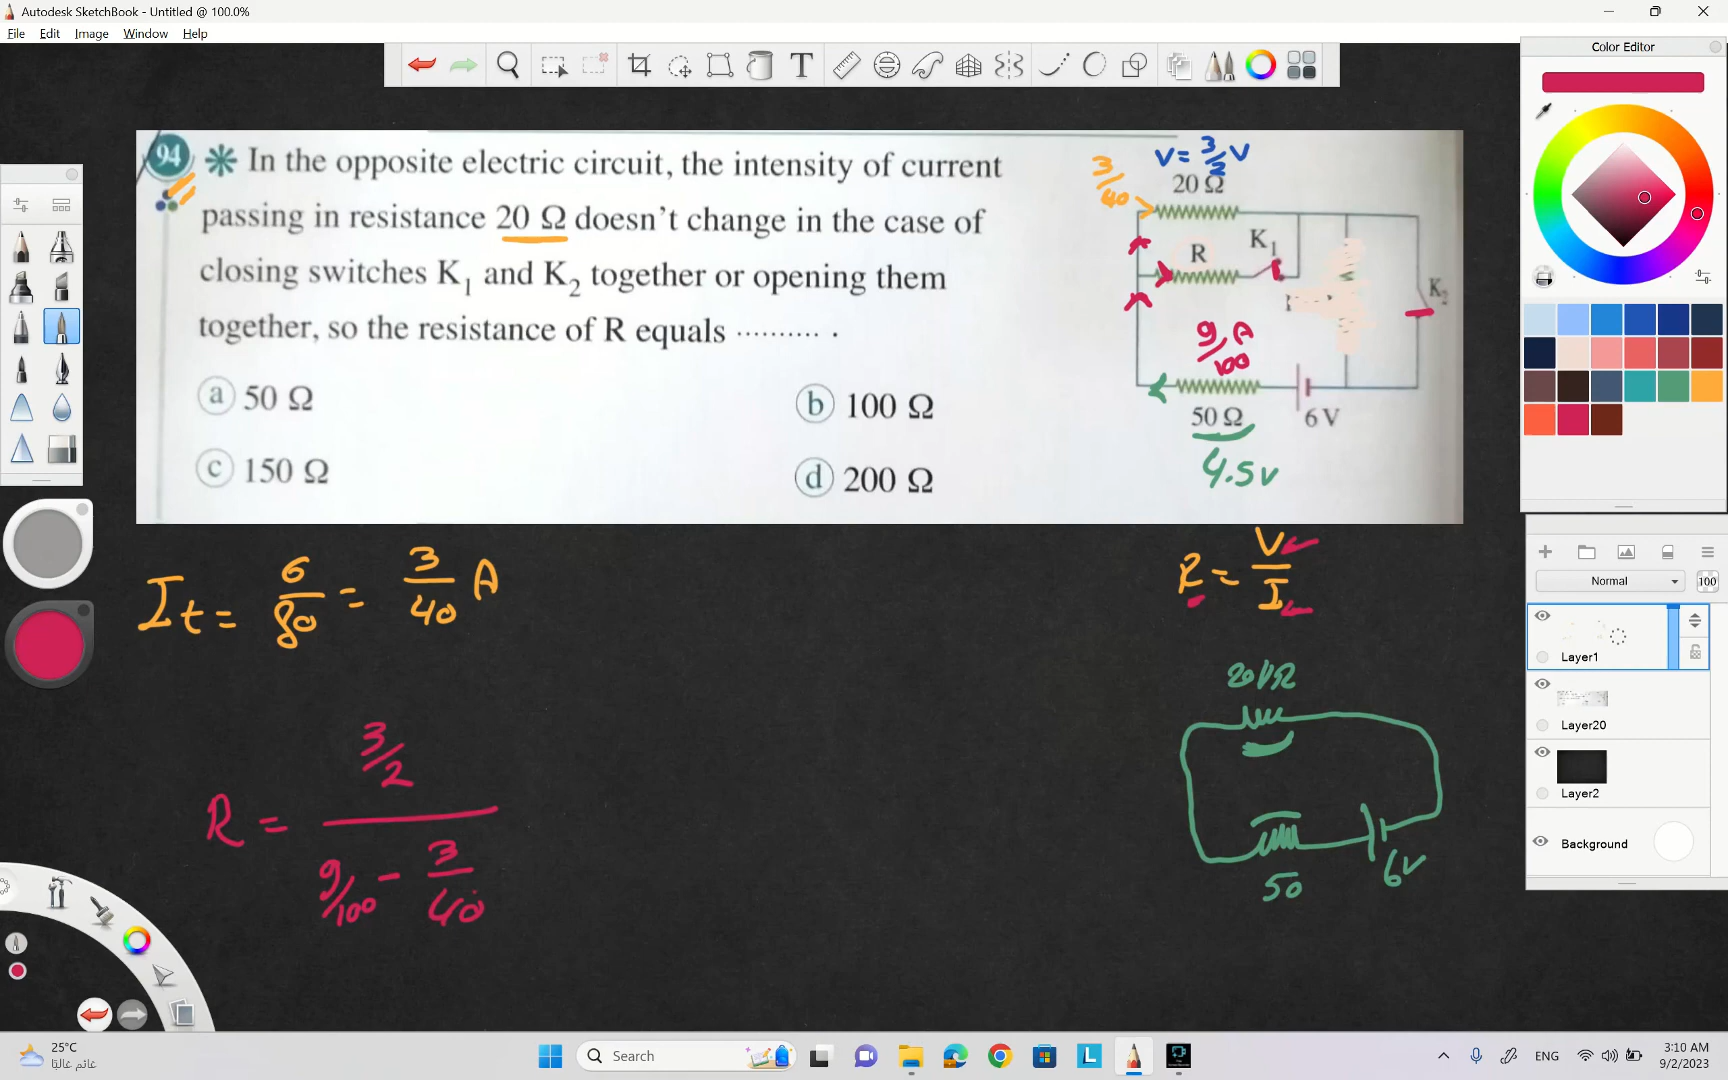 Autodesk SketchBook - Untitled @ 100.0%
File Edit Image Window Help
Color Editor
94 In the opposite electric circuit, the intensity of current
passing in resistance 20 Ω doesn't change in the case of
closing switches K1 and K2 together or opening them
together, so the resistance of R equals .......... .
a 50 Ω
b 100 Ω
c 150 Ω
d 200 Ω
V = 3/2 V
3/40
20 Ω
R
K1
K2
9/100 A
50 Ω
6 V
4.5 V
It = 6/80 = 3/40 A
R = V/I
R = 3/2 / 9/100 - 3/40
50
6V
Normal
100
Layer1
Layer20
Layer2
Background
25°C
غائم غالبًا
Search
L
ENG
3:10 AM
9/2/2023